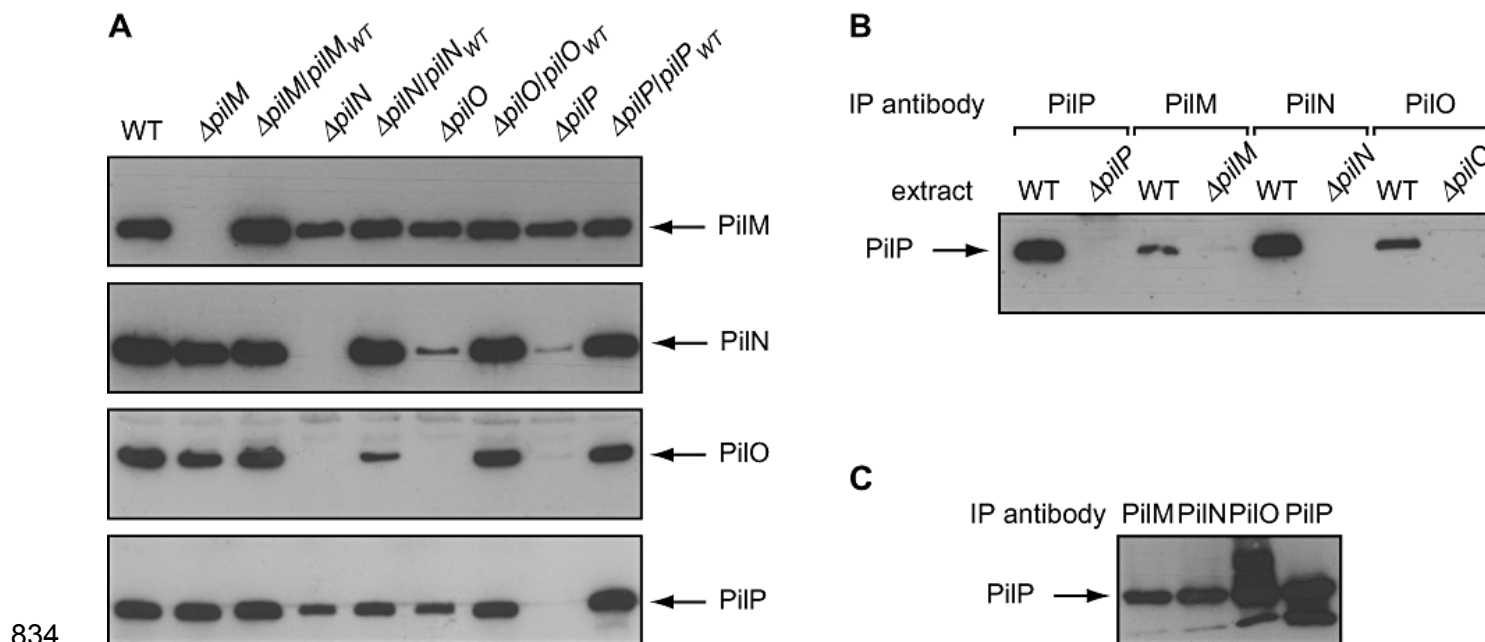 A
WT ΔpilM ΔpilM/pilMWT ΔpilN ΔpilN/pilNWT ΔpilO ΔpilO/pilOWT ΔpilP ΔpilP/pilPWT
PilM
PilN
PilO
PilP
834
B
IP antibody PilP PilM PilN PilO
extract WT ΔpilP WT ΔpilM WT ΔpilN WT ΔpilO
PilP
C
IP antibody PilM PilN PilO PilP
PilP